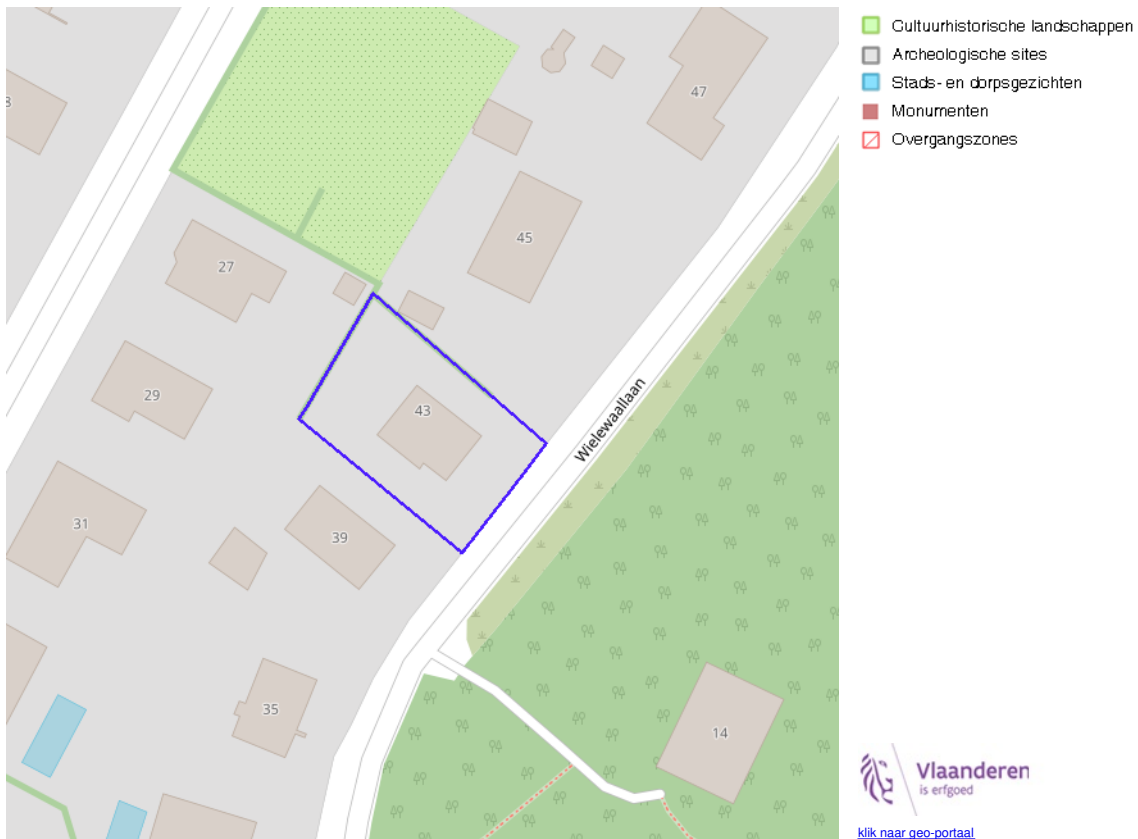 Cultuurhistorische landschappen
Archeologische sites
Stads- en dorpsgezichten
Monumenten
Overgangszones
47
45
27
29
43
Wielewaallaan
31
39
35
14
Vlaanderen
is erfgoed
klik naar geo-portaal